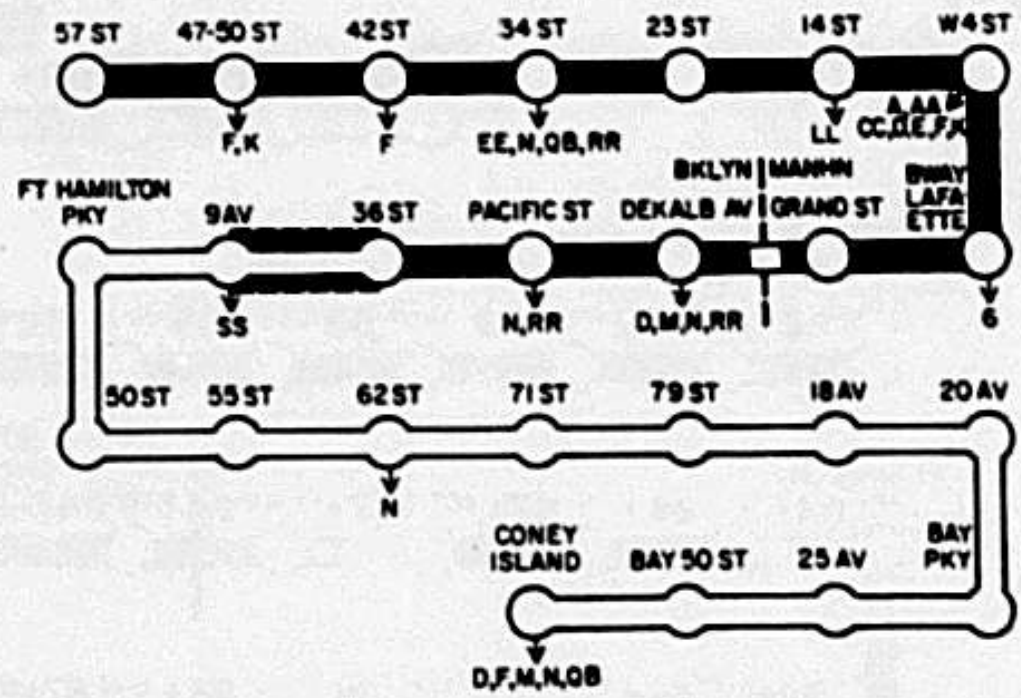 57 ST 47-50 ST 42 ST 34 ST 23 ST 14 ST W4 ST
F,K F EE,N,QB,RR LL A,AA
CC,D,E,F,K
BKLYN MANHN BWAY
LAFA
ETTE
FT HAMILTON
PKY
9 AV 36 ST PACIFIC ST DEKALB AV GRAND ST
SS N,RR D,M,N,RR 6
50 ST 55 ST 62 ST 71 ST 79 ST 18 AV 20 AV
N
CONEY
ISLAND
BAY 50 ST 25 AV BAY
PKY
D,F,M,N,QB